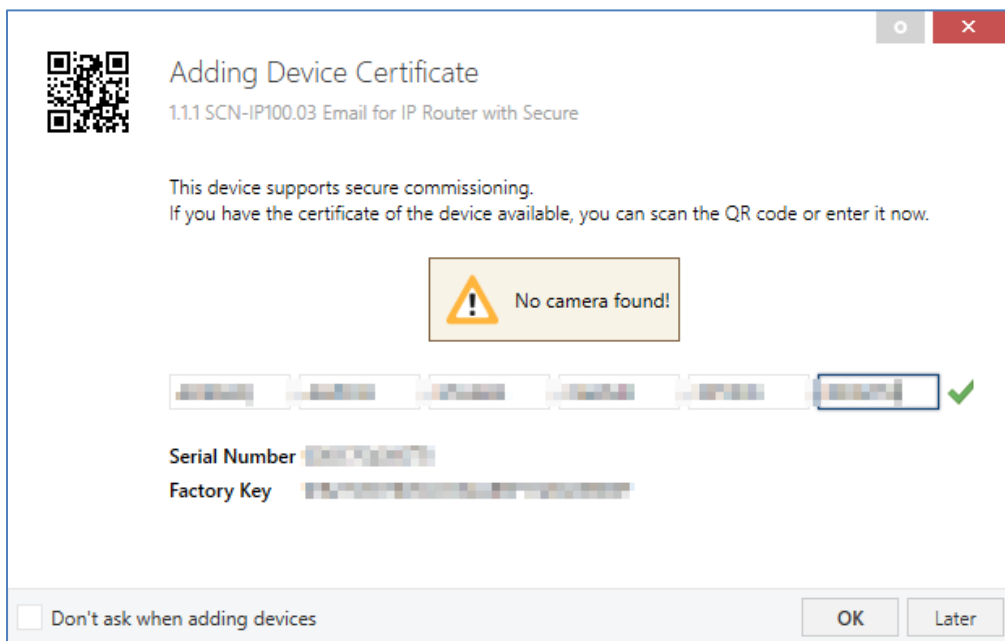 Adding Device Certificate
1.1.1 SCN-IP100.03 Email for IP Router with Secure
This device supports secure commissioning.
If you have the certificate of the device available, you can scan the QR code or enter it now.
No camera found!
Serial Number
Factory Key
Don't ask when adding devices
OK
Later